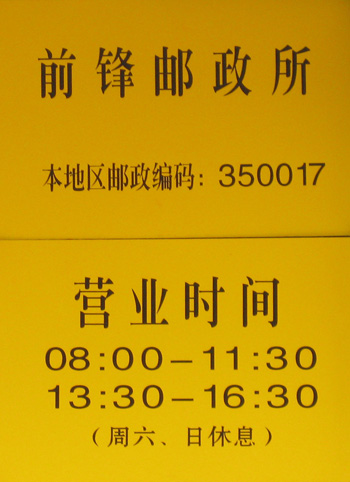 前锋邮政所
本地区邮政编码：350017
营业时间
08:00－11:30
13:30－16:30
（周六、日休息）